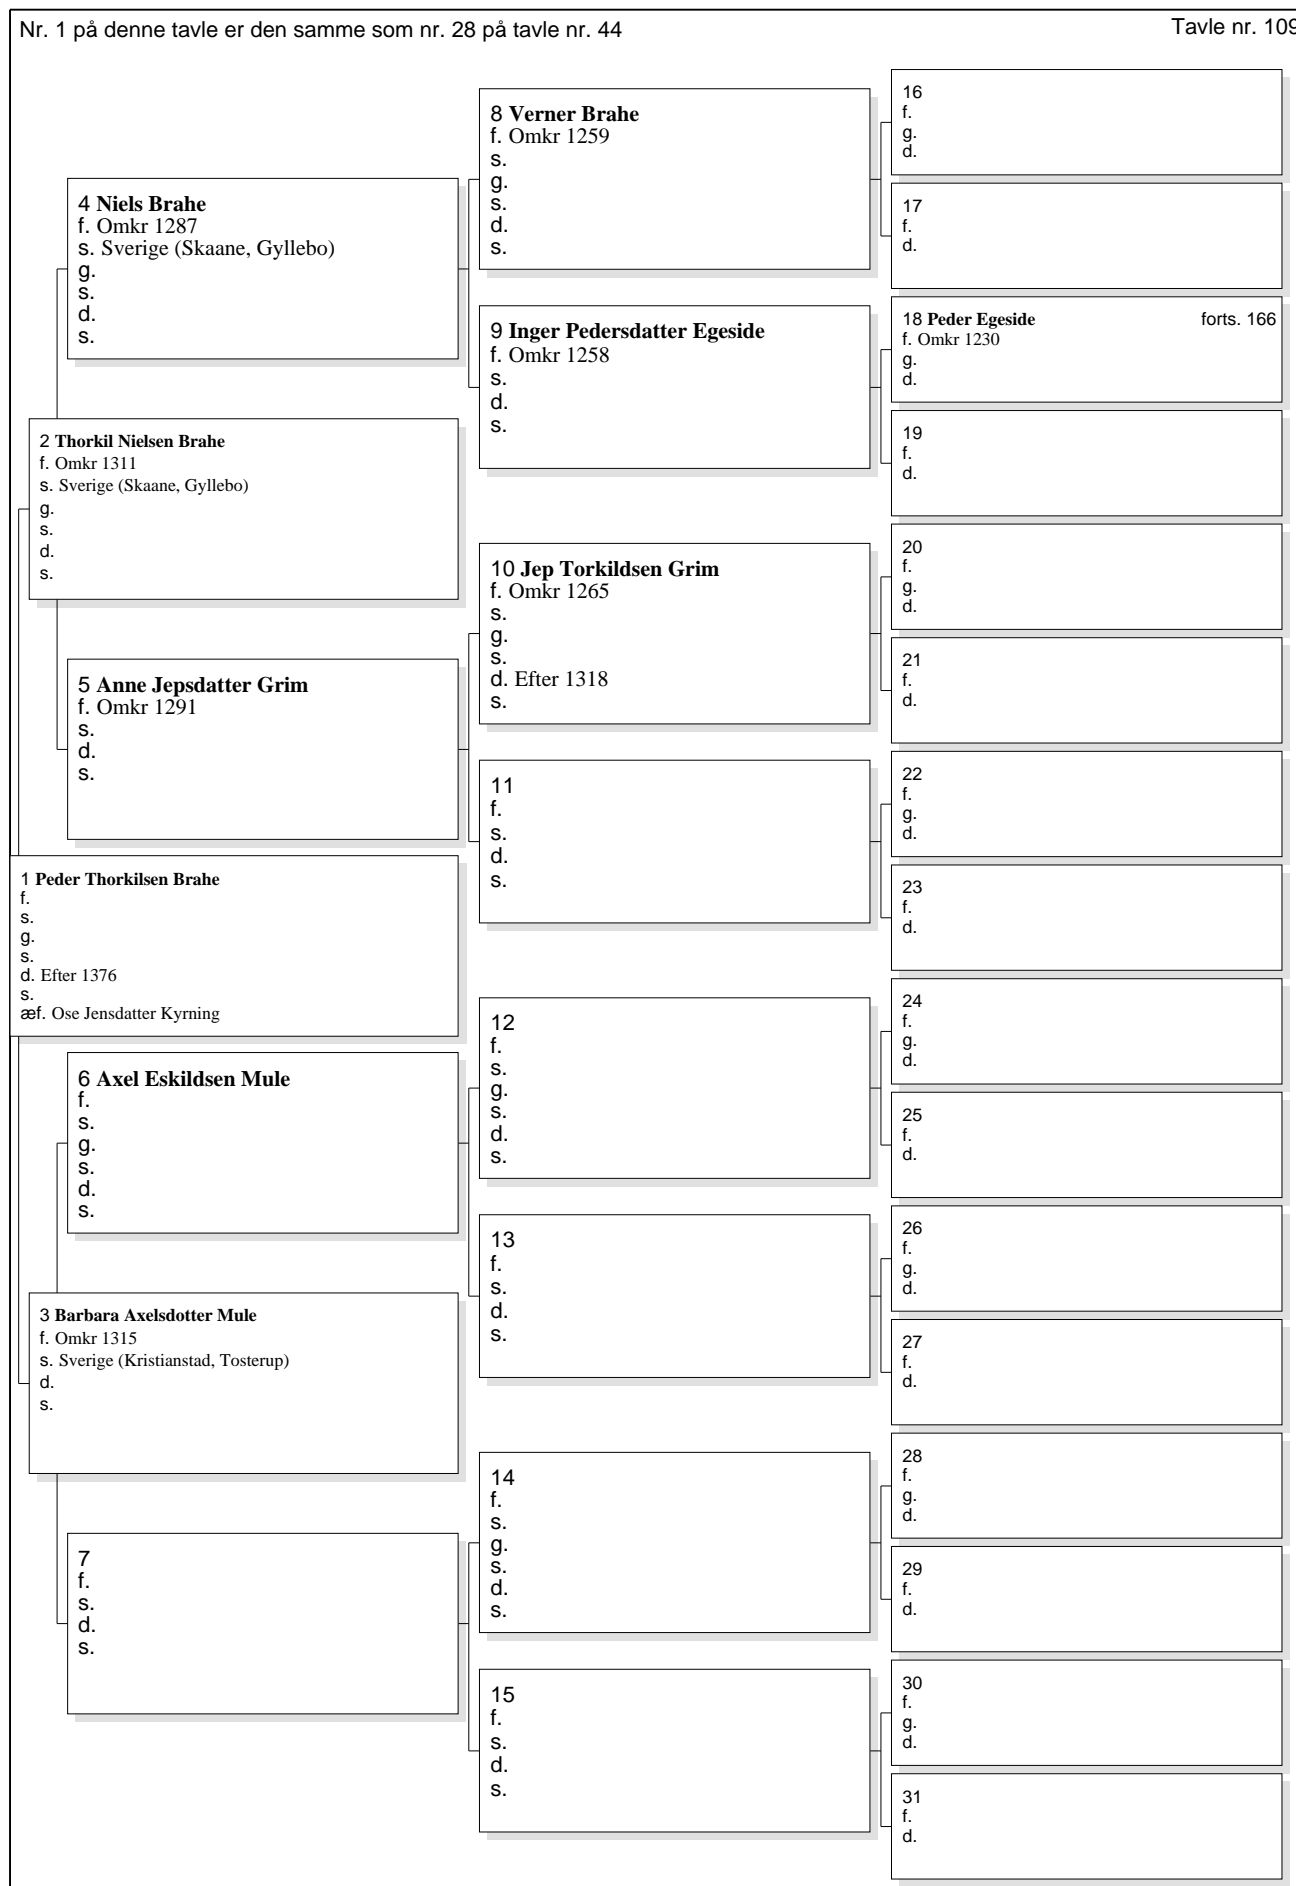 Nr. 1 på denne tavle er den samme som nr. 28 på tavle nr. 44
Tavle nr. 109
8 Verner Brahe
f. Omkr 1259
s.
g.
s.
d.
s.
4 Niels Brahe
f. Omkr 1287
s. Sverige (Skaane, Gyllebo)
g.
s.
d.
s.
9 Inger Pedersdatter Egeside
f. Omkr 1258
s.
d.
s.
2 Thorkil Nielsen Brahe
f. Omkr 1311
s. Sverige (Skaane, Gyllebo)
g.
s.
d.
s.
10 Jep Torkildsen Grim
f. Omkr 1265
s.
g.
s.
d. Efter 1318
s.
5 Anne Jepsdatter Grim
f. Omkr 1291
s.
d.
s.
11
f.
s.
d.
s.
1 Peder Thorkilsen Brahe
f.
s.
g.
s.
d. Efter 1376
s.
æf. Ose Jensdatter Kyrning
12
f.
s.
g.
s.
d.
s.
6 Axel Eskildsen Mule
f.
s.
g.
s.
d.
s.
13
f.
s.
d.
s.
3 Barbara Axelsdotter Mule
f. Omkr 1315
s. Sverige (Kristianstad, Tosterup)
d.
s.
14
f.
s.
g.
s.
d.
s.
7
f.
s.
d.
s.
15
f.
s.
d.
s.
16
f.
g.
d.
17
f.
d.
18 Peder Egeside forts. 166
f. Omkr 1230
g.
d.
19
f.
d.
20
f.
g.
d.
21
f.
d.
22
f.
g.
d.
23
f.
d.
24
f.
g.
d.
25
f.
d.
26
f.
g.
d.
27
f.
d.
28
f.
g.
d.
29
f.
d.
30
f.
g.
d.
31
f.
d.